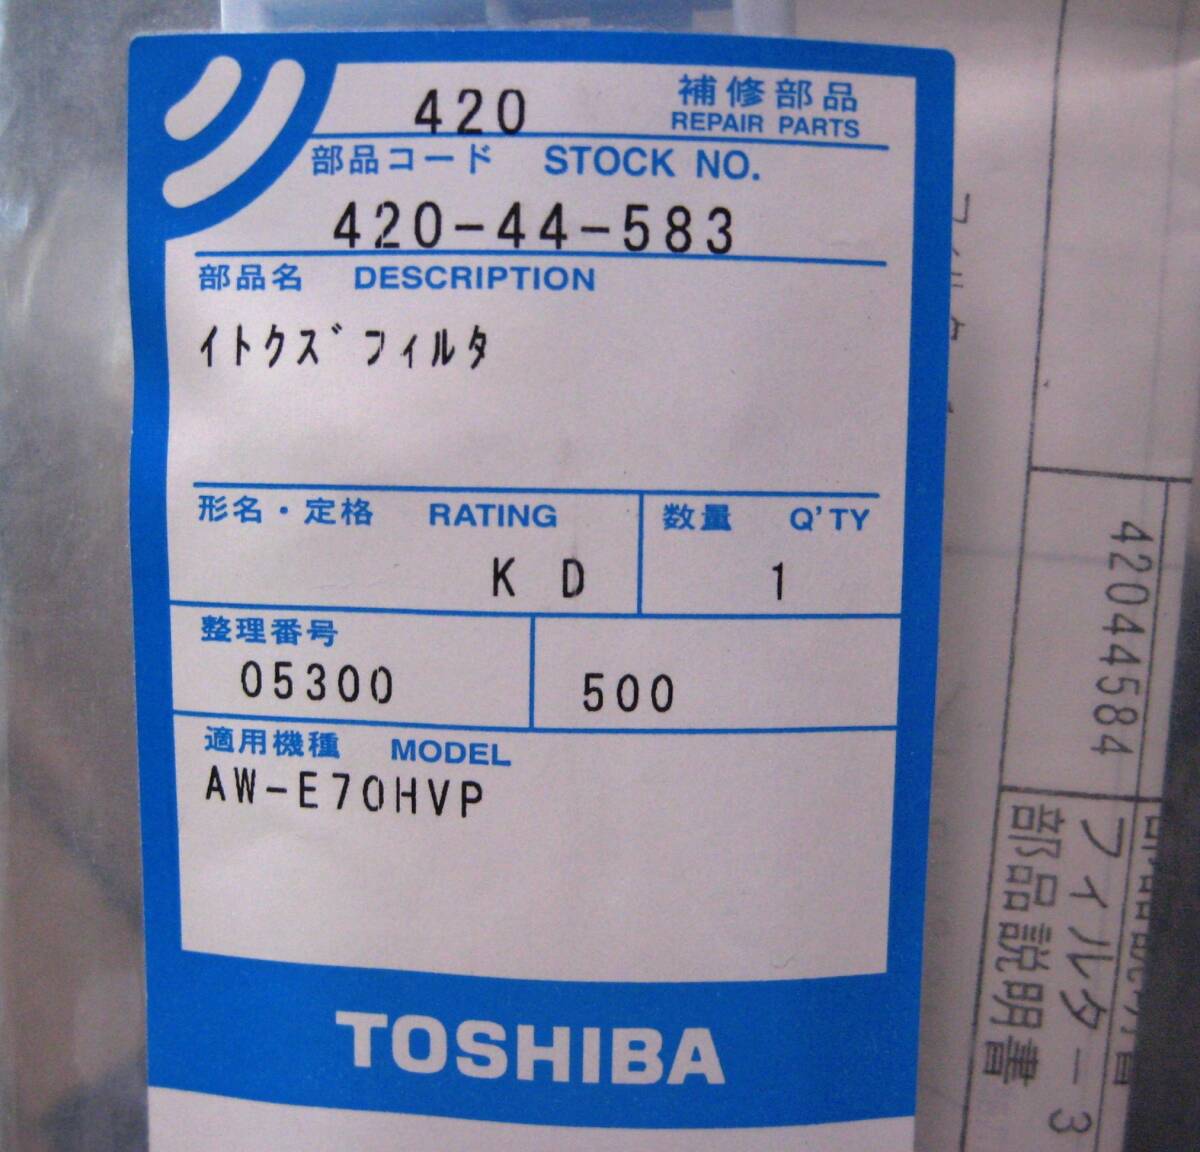 420
補修部品
REPAIR PARTS
部品コード STOCK NO.
420-44-583
部品名 DESCRIPTION
ｲﾄｸｽﾞﾌｨﾙﾀ
形名・定格 RATING
K D
数量 Q'TY
1
整理番号
05300
500
適用機種 MODEL
AW-E70HVP
TOSHIBA
42044584
フィルター3
部品説明書